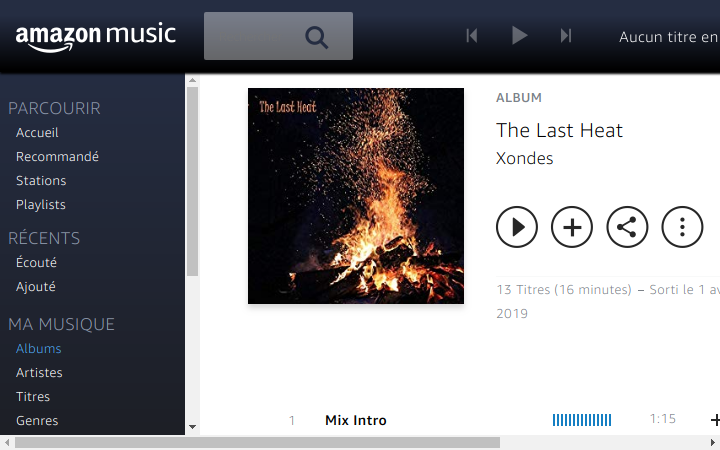 amazon music
Aucun titre en
PARCOURIR
Accueil
Recommandé
Stations
Playlists
RÉCENTS
Écouté
Ajouté
MA MUSIQUE
Albums
Artistes
Titres
Genres
The Last Heat
ALBUM
The Last Heat
Xondes
13 Titres (16 minutes) – Sorti le 1 av
2019
1 Mix Intro 1:15